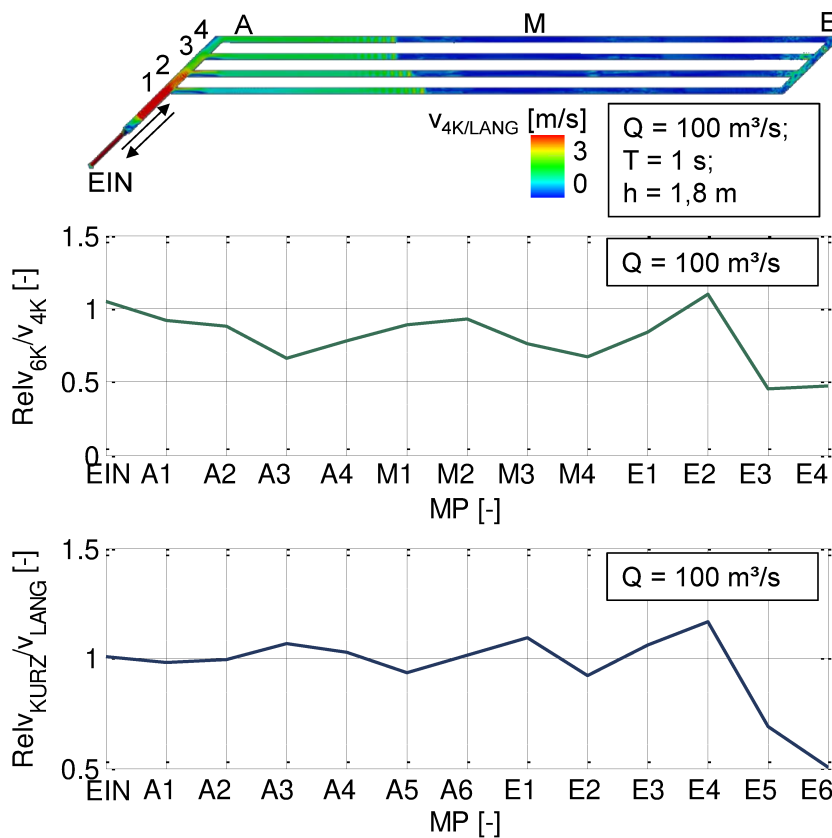 A M E
4
3
2
1
EIN
v4K/LANG [m/s]
3
0
Q = 100 m³/s;
T = 1 s;
h = 1,8 m
1.5
1
0.5
0
Relv6K/v4K [-]
Q = 100 m³/s
EIN A1 A2 A3 A4 M1 M2 M3 M4 E1 E2 E3 E4
MP [-]
1.5
1
0.5
RelvKURZ/vLANG [-]
Q = 100 m³/s
EIN A1 A2 A3 A4 A5 A6 E1 E2 E3 E4 E5 E6
MP [-]